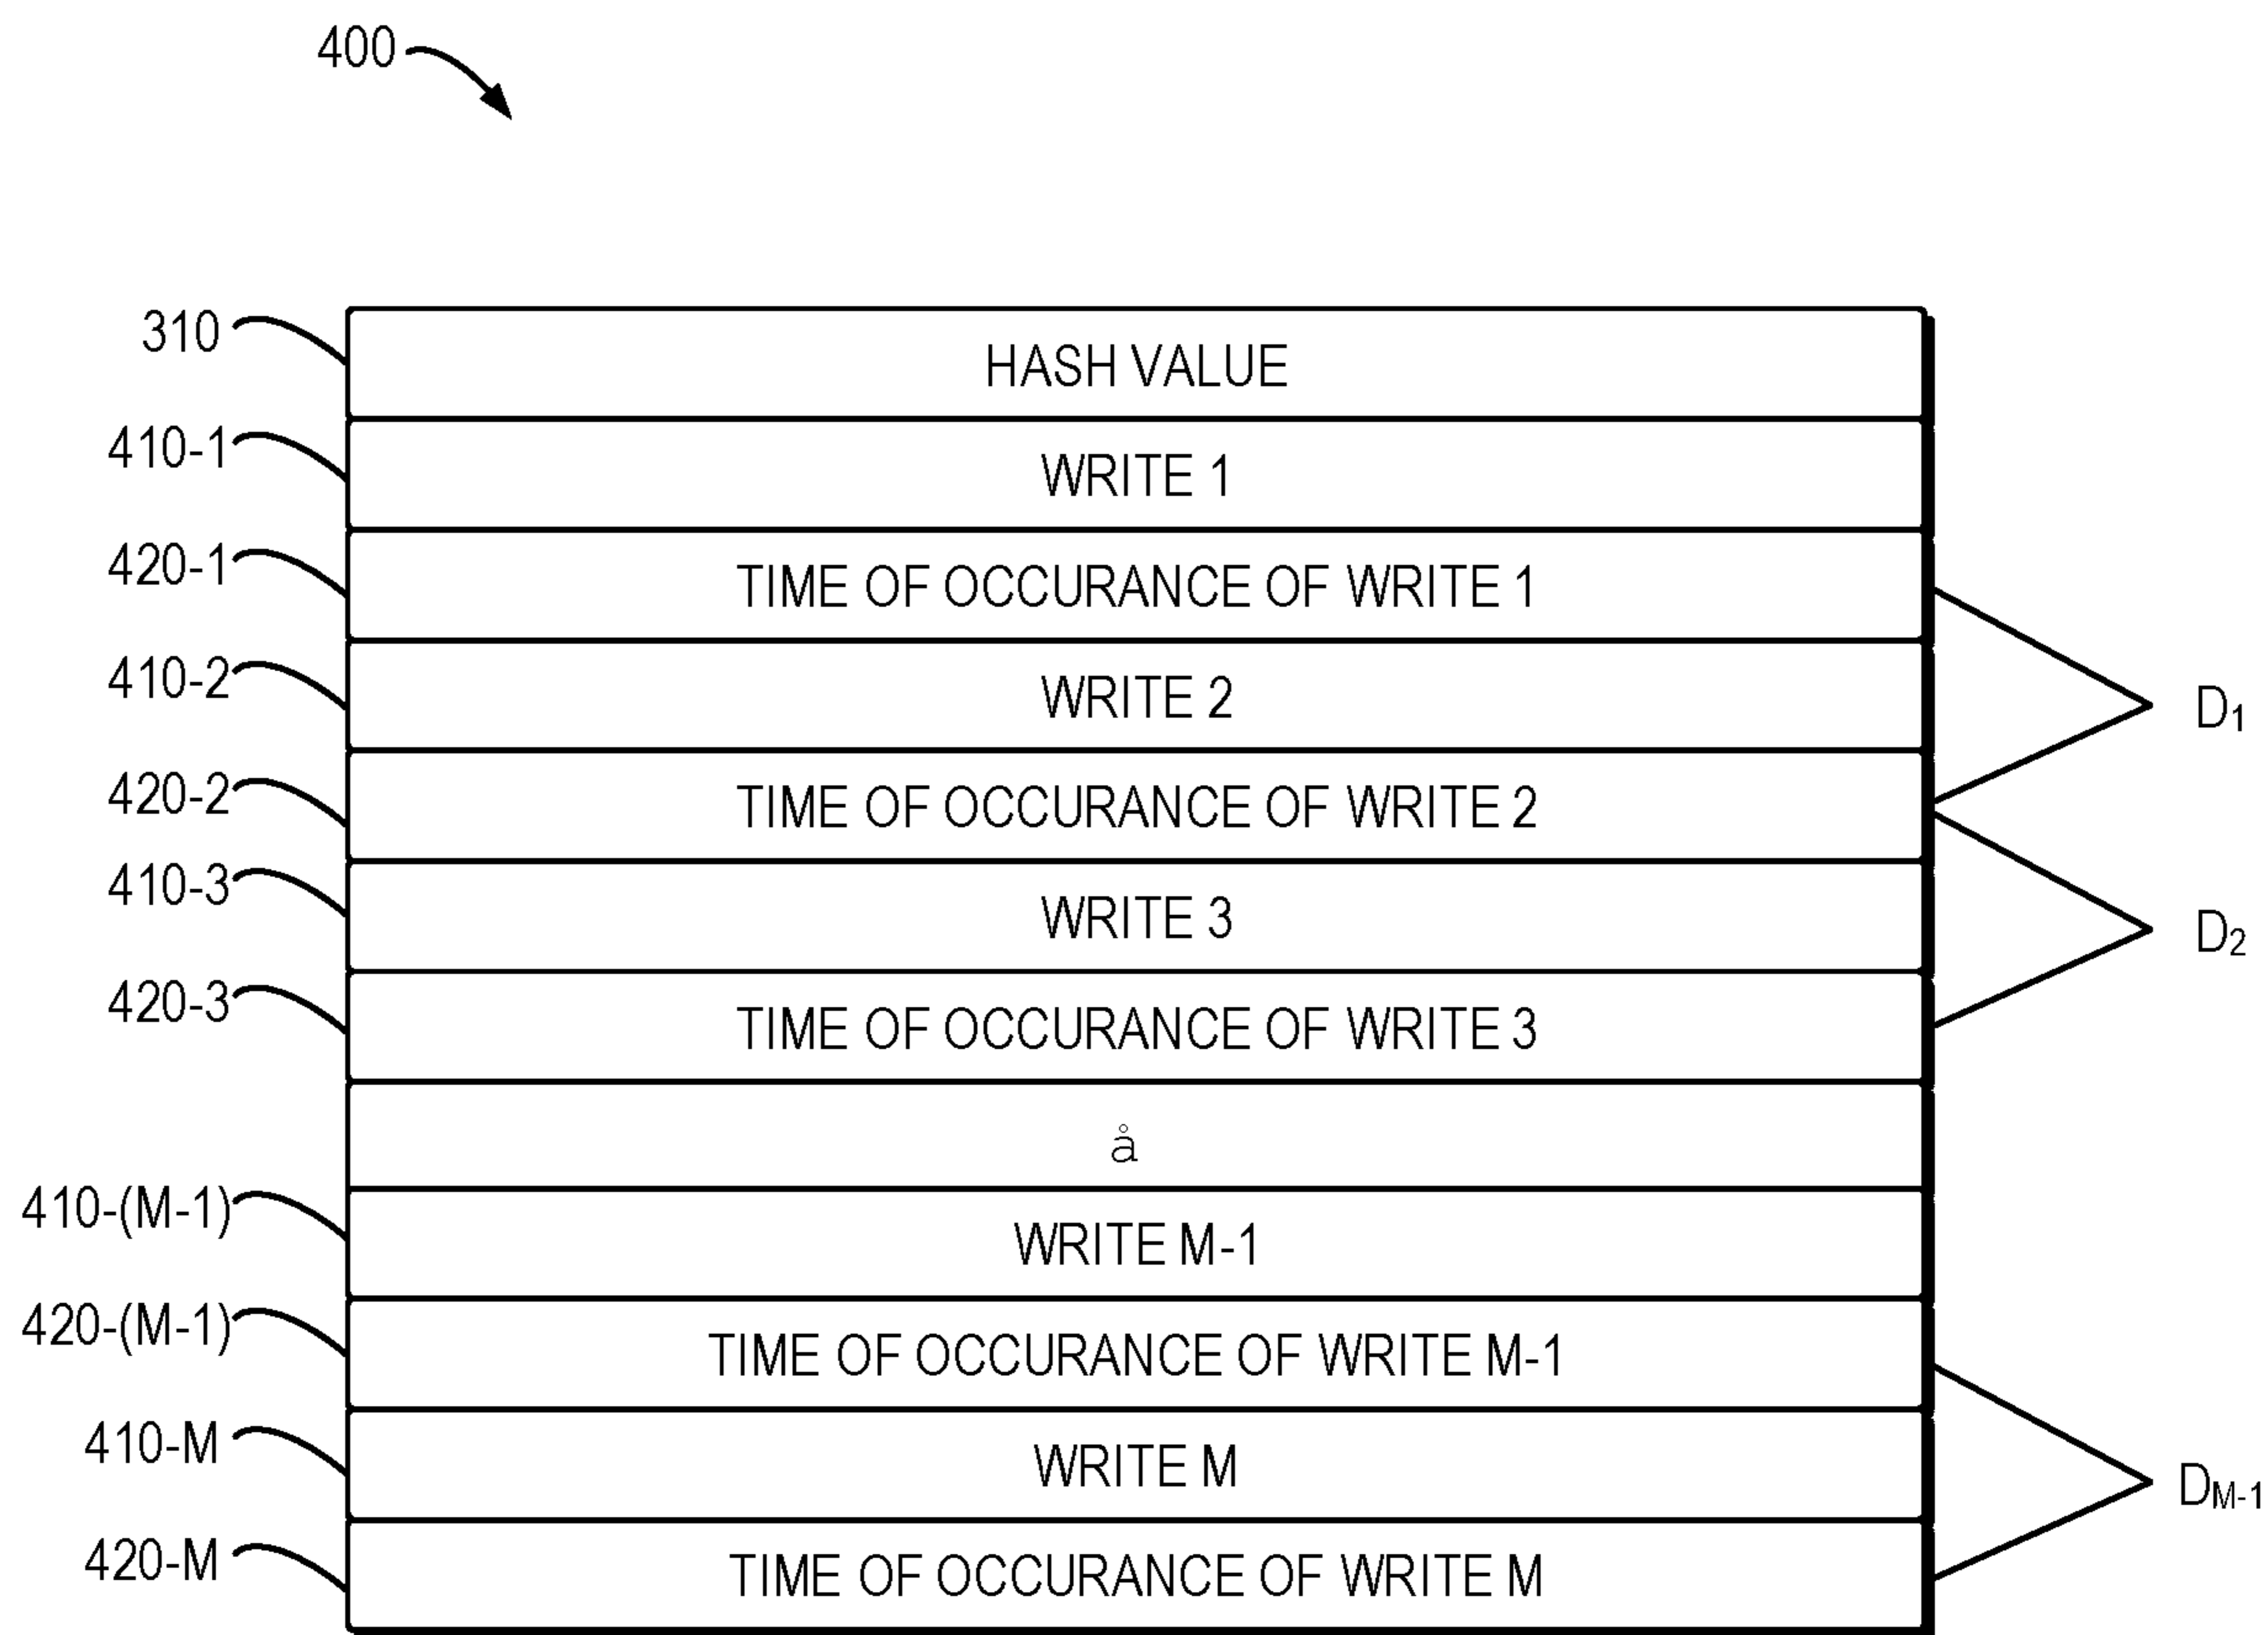 400
310 HASH VALUE
410-1 WRITE 1
420-1 TIME OF OCCURANCE OF WRITE 1
410-2 WRITE 2 D1
420-2 TIME OF OCCURANCE OF WRITE 2
410-3 WRITE 3 D2
420-3 TIME OF OCCURANCE OF WRITE 3
å
410-(M-1) WRITE M-1
420-(M-1) TIME OF OCCURANCE OF WRITE M-1
410-M WRITE M DM-1
420-M TIME OF OCCURANCE OF WRITE M